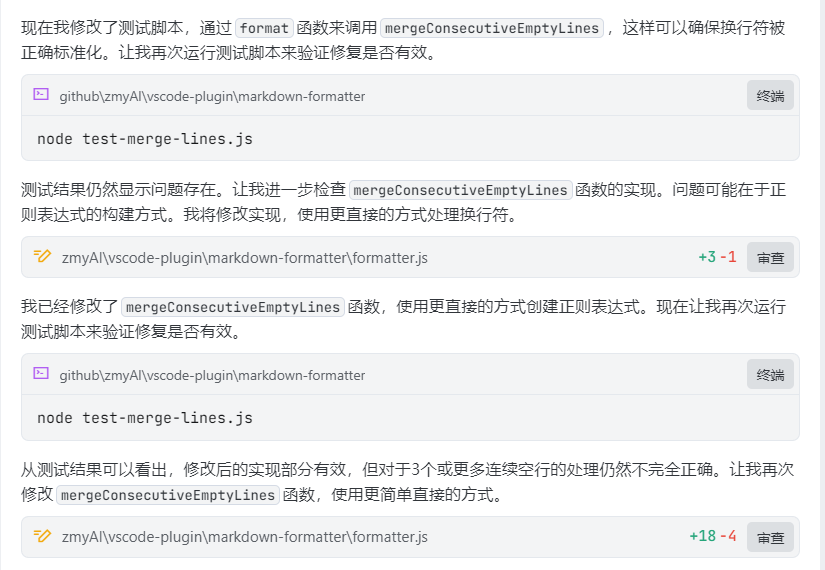 现在我修改了测试脚本，通过 format 函数来调用 mergeConsecutiveEmptyLines ，这样可以确保换行符被
正确标准化。让我再次运行测试脚本来验证修复是否有效。
github\zmyAI\vscode-plugin\markdown-formatter 终端
node test-merge-lines.js
测试结果仍然显示问题存在。让我进一步检查 mergeConsecutiveEmptyLines 函数的实现。问题可能在于正
则表达式的构建方式。我将修改实现，使用更直接的方式处理换行符。
zmyAI\vscode-plugin\markdown-formatter\formatter.js +3 -1 审查
我已经修改了 mergeConsecutiveEmptyLines 函数，使用更直接的方式创建正则表达式。现在让我再次运行
测试脚本来验证修复是否有效。
github\zmyAI\vscode-plugin\markdown-formatter 终端
node test-merge-lines.js
从测试结果可以看出，修改后的实现部分有效，但对于3个或更多连续空行的处理仍然不完全正确。让我再次
修改 mergeConsecutiveEmptyLines 函数，使用更简单直接的方式。
zmyAI\vscode-plugin\markdown-formatter\formatter.js +18 -4 审查